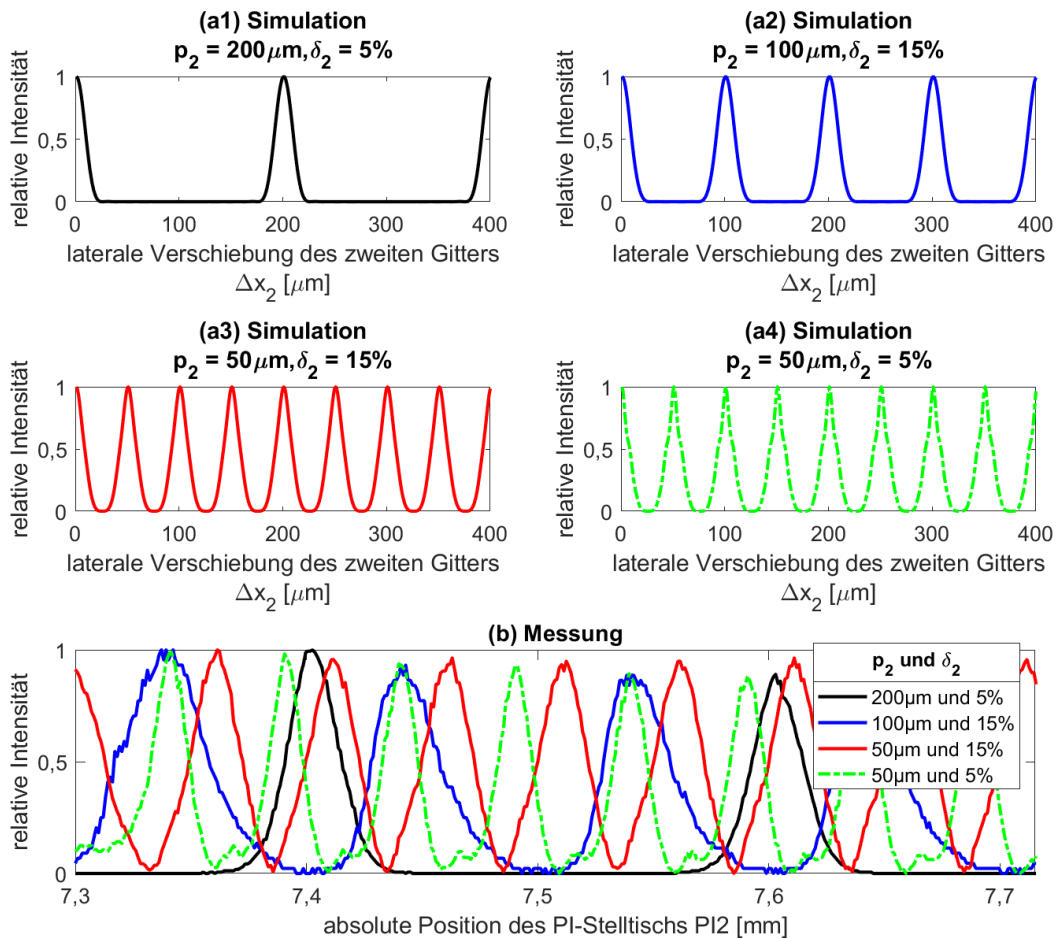 (a1) Simulation
p₂ = 200μm,δ₂ = 5%
relative Intensität
1
0,5
0
0 100 200 300 400
laterale Verschiebung des zweiten Gitters
Δx₂ [μm]
(a2) Simulation
p₂ = 100μm,δ₂ = 15%
relative Intensität
1
0,5
0
0 100 200 300 400
laterale Verschiebung des zweiten Gitters
Δx₂ [μm]
(a3) Simulation
p₂ = 50μm,δ₂ = 15%
relative Intensität
1
0,5
0
0 100 200 300 400
laterale Verschiebung des zweiten Gitters
Δx₂ [μm]
(a4) Simulation
p₂ = 50μm,δ₂ = 5%
relative Intensität
1
0,5
0
0 100 200 300 400
laterale Verschiebung des zweiten Gitters
Δx₂ [μm]
(b) Messung
relative Intensität
1
0,5
0
p₂ und δ₂
200μm und 5%
100μm und 15%
50μm und 15%
50μm und 5%
7,3 7,4 7,5 7,6 7,7
absolute Position des PI-Stelltischs PI2 [mm]